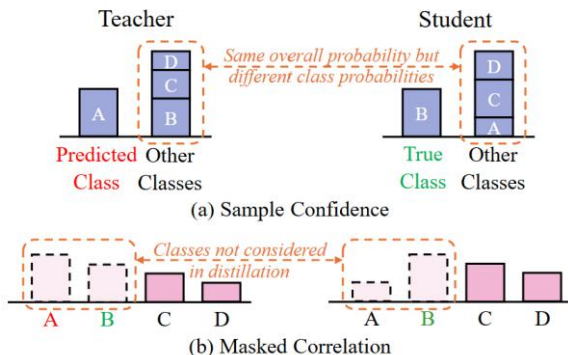 Teacher
Student
D
C
B
A
Same overall probability but
different class probabilities
D
C
A
B
Predicted
Class
Other
Classes
True
Class
Other
Classes
(a) Sample Confidence
Classes not considered
in distillation
A B C D
A B C D
(b) Masked Correlation